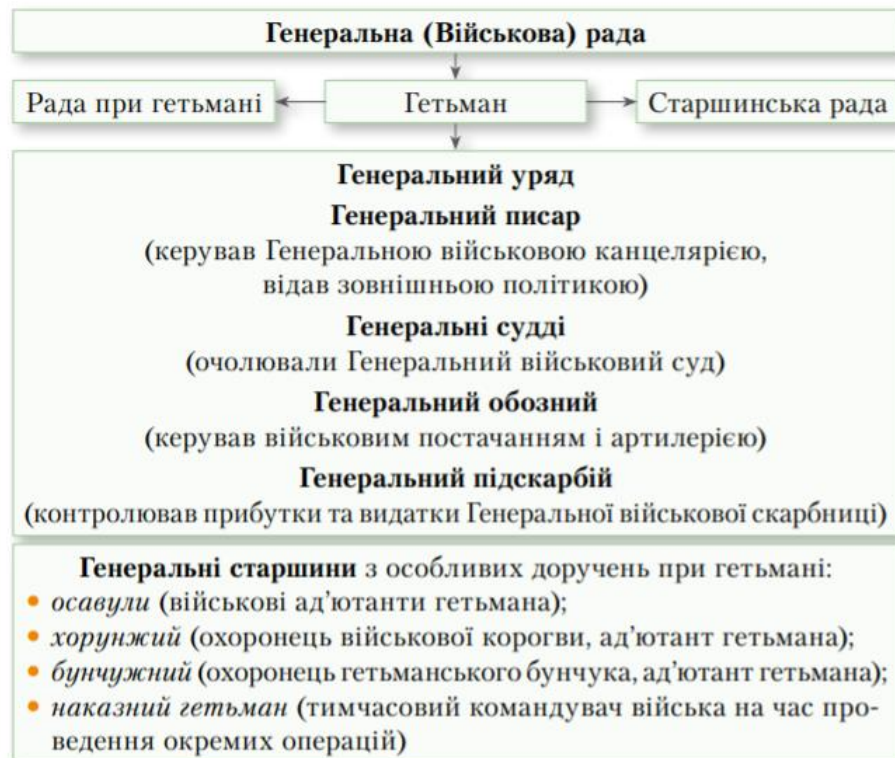 Генеральна (Військова) рада
Рада при гетьмані
Гетьман
Старшинська рада
Генеральний уряд
Генеральний писар
(керував Генеральною військовою канцелярією,
відав зовнішньою політикою)
Генеральні судді
(очолювали Генеральний військовий суд)
Генеральний обозний
(керував військовим постачанням і артилерією)
Генеральний підскарбій
(контролював прибутки та видатки Генеральної військової скарбниці)
Генеральні старшини з особливих доручень при гетьмані:
• осавули (військові ад’ютанти гетьмана);
• хорунжий (охоронець військової корогви, ад’ютант гетьмана);
• бунчужний (охоронець гетьманського бунчука, ад’ютант гетьмана);
• наказний гетьман (тимчасовий командувач війська на час про-
ведення окремих операцій)